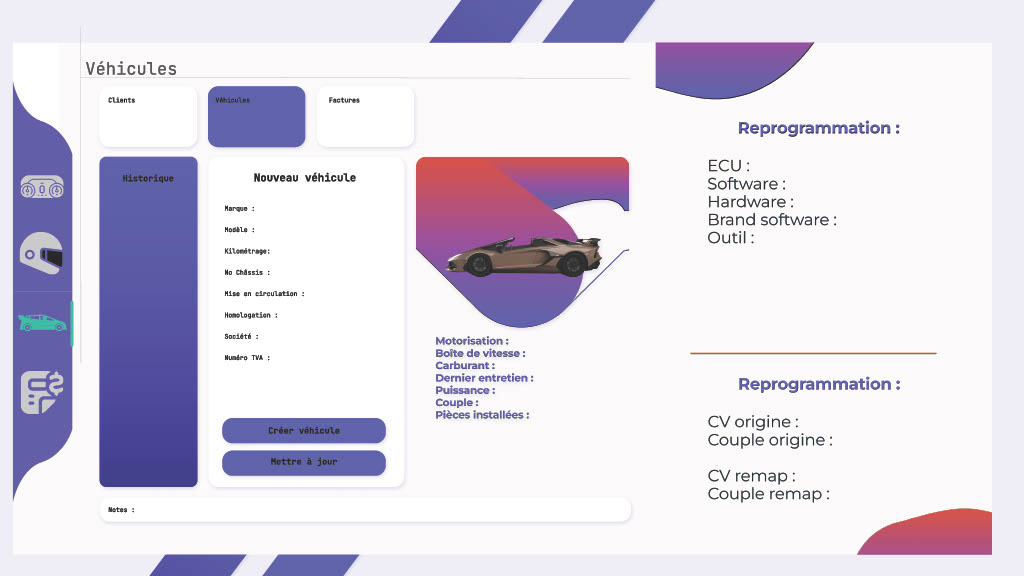 Véhicules
Clients
Véhicules
Factures
Historique
Nouveau véhicule
Marque :
Modèle :
Kilométrage:
No Châssis :
Mise en circulation :
Homologation :
Société :
Numéro TVA :
Créer véhicule
Mettre à jour
Notes :
Motorisation :
Boîte de vitesse :
Carburant :
Dernier entretien :
Puissance :
Couple :
Pièces installées :
Reprogrammation :
ECU :
Software :
Hardware :
Brand software :
Outil :
Reprogrammation :
CV origine :
Couple origine :
CV remap :
Couple remap :